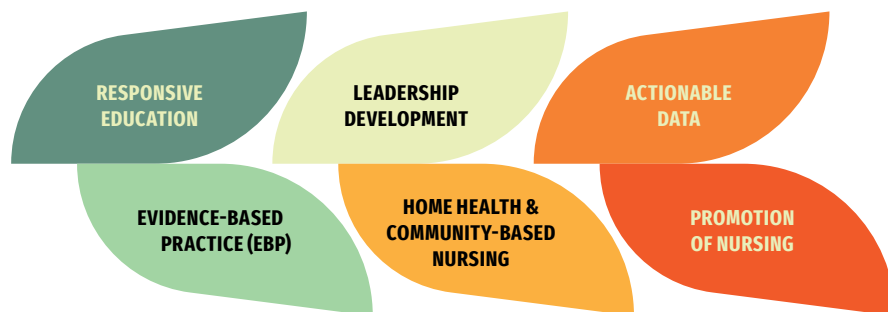 RESPONSIVE
EDUCATION
LEADERSHIP
DEVELOPMENT
ACTIONABLE
DATA
EVIDENCE-BASED
PRACTICE (EBP)
HOME HEALTH &
COMMUNITY-BASED
NURSING
PROMOTION
OF NURSING